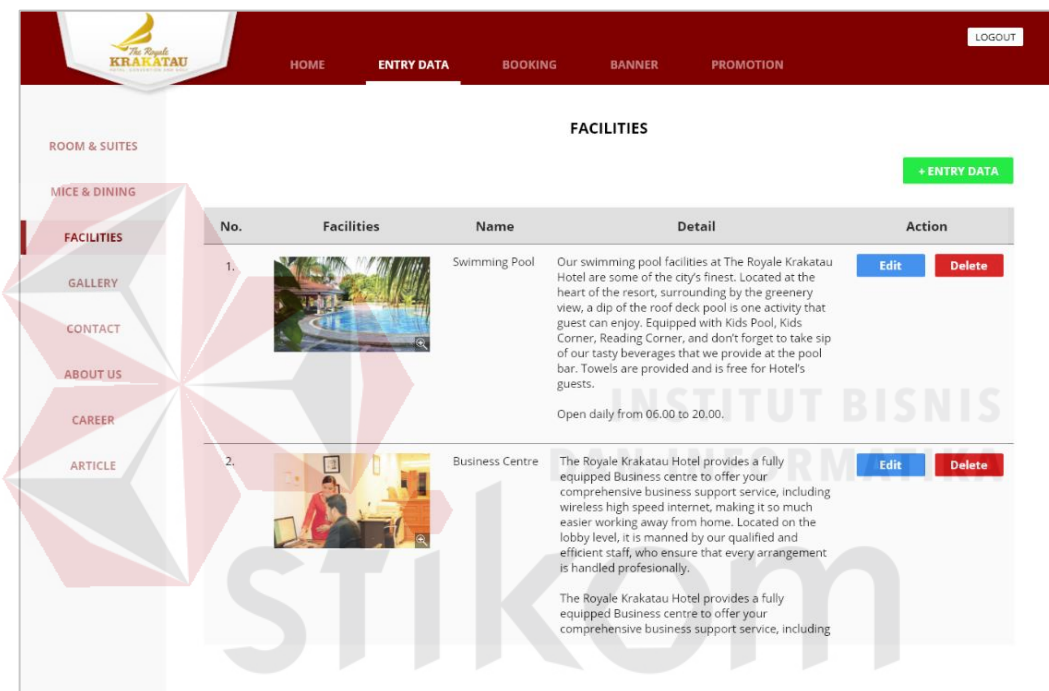 The Royale
KRAKATAU
LOGOUT
HOME ENTRY DATA BOOKING BANNER PROMOTION
ROOM & SUITES
MICE & DINING
FACILITIES
GALLERY
CONTACT
ABOUT US
CAREER
ARTICLE
FACILITIES
+ ENTRY DATA
No. Facilities Name Detail Action
1. Swimming Pool
Our swimming pool facilities at The Royale Krakatau
Hotel are some of the city's finest. Located at the
heart of the resort, surrounding by the greenery
view, a dip of the roof deck pool is one activity that
guest can enjoy. Equipped with Kids Pool, Kids
Corner, Reading Corner, and don't forget to take sip
of our tasty beverages that we provide at the pool
bar. Towels are provided and is free for Hotel's
guests.
Open daily from 06.00 to 20.00.
Edit Delete
2. Business Centre
The Royale Krakatau Hotel provides a fully
equipped Business centre to offer your
comprehensive business support service, including
wireless high speed internet, making it so much
easier working away from home. Located on the
lobby level, it is manned by our qualified and
efficient staff, who ensure that every arrangement
is handled profesionally.
The Royale Krakatau Hotel provides a fully
equipped Business centre to offer your
comprehensive business support service, including
Edit Delete
INSTITUT BISNIS
DAN INFORMATIKA
stikom